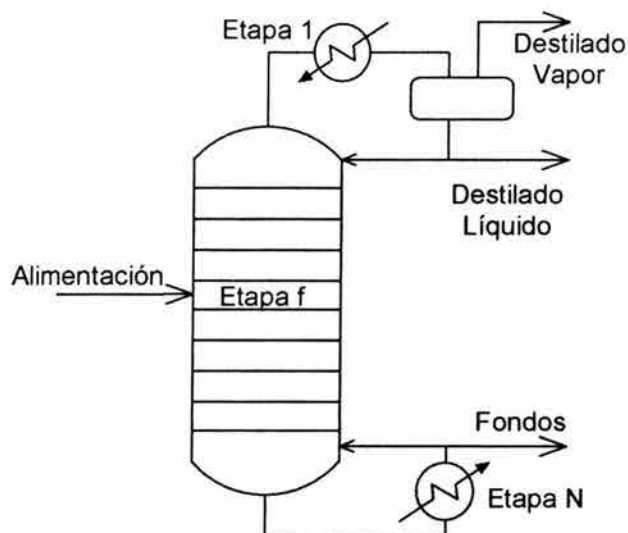 Etapa 1
Destilado
Vapor
Destilado
Líquido
Alimentación
Etapa f
Fondos
Etapa N